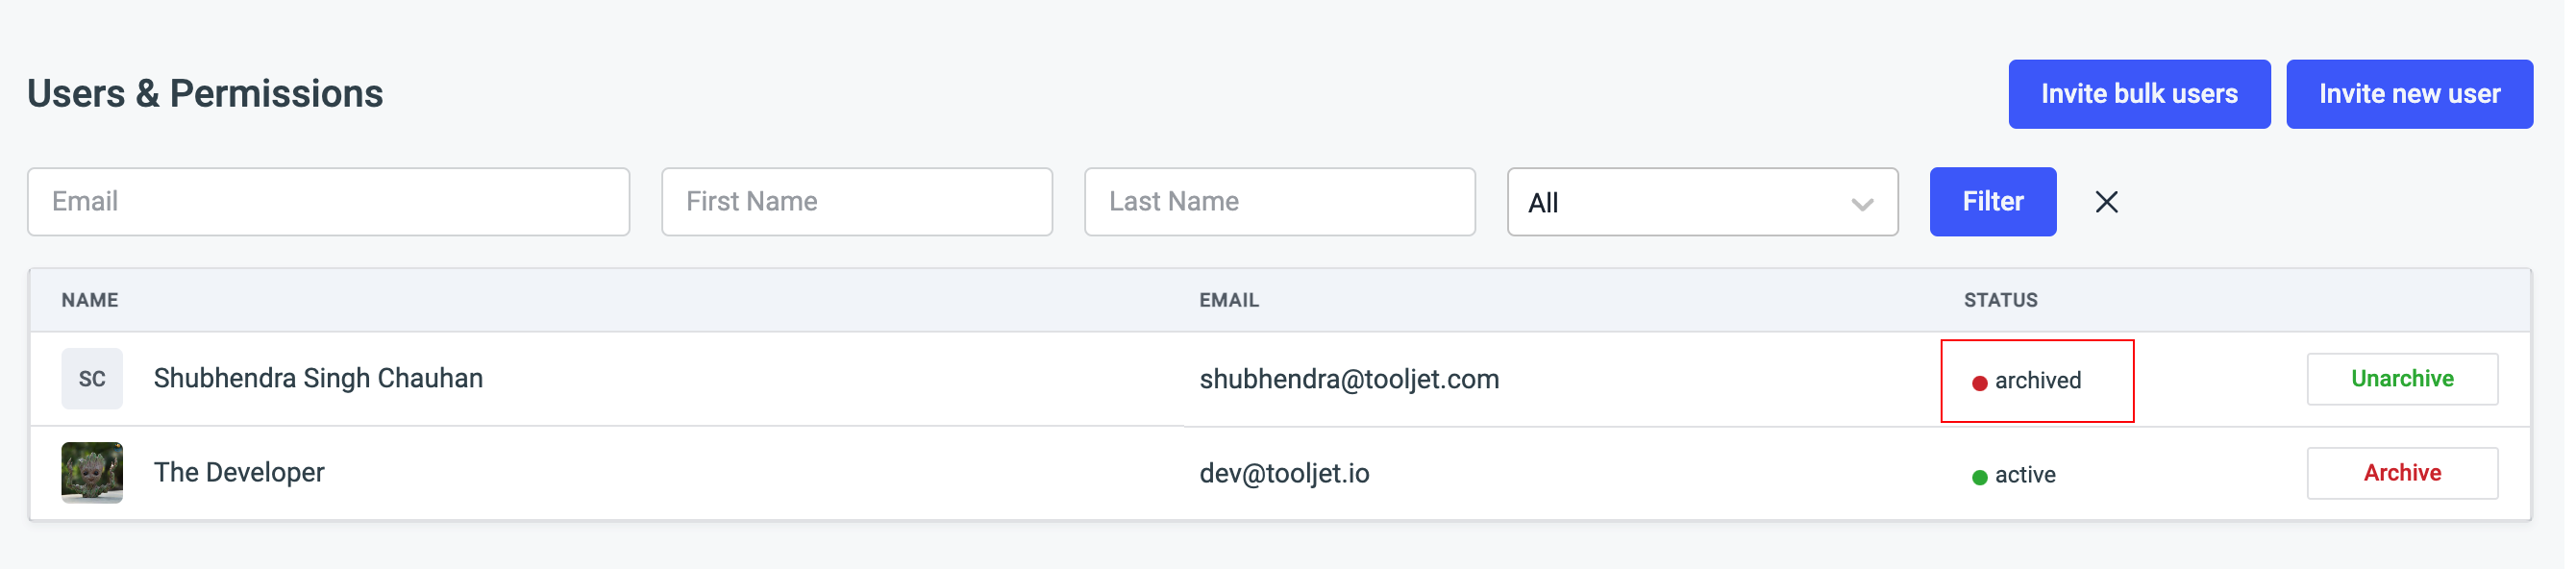 Users & Permissions
Invite bulk users
Invite new user
Email
First Name
Last Name
All
Filter
NAME
EMAIL
STATUS
SC
Shubhendra Singh Chauhan
shubhendra@tooljet.com
archived
Unarchive
The Developer
dev@tooljet.io
active
Archive